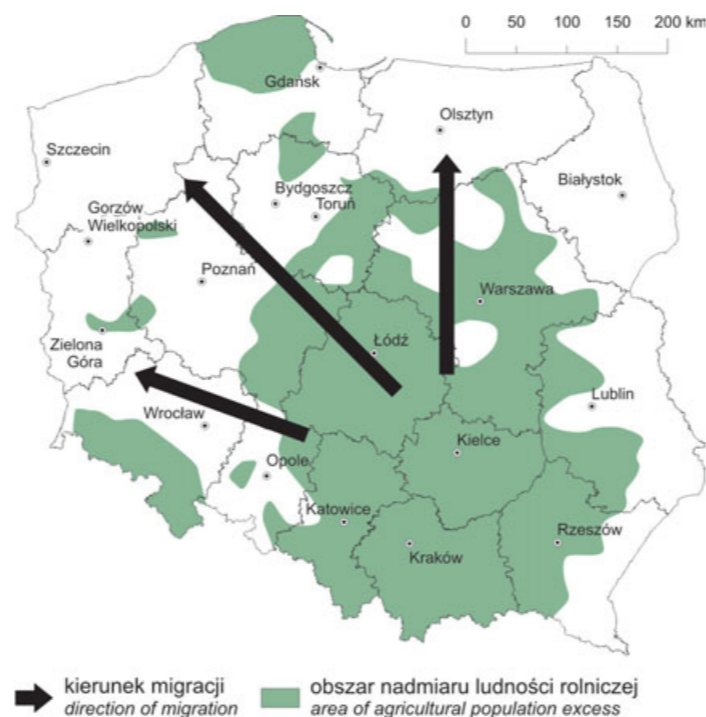 0 50 100 150 200 km
Gdańsk
Olsztyn
Szczecin
Białystok
Bydgoszcz
Toruń
Gorzów
Wielkopolski
Poznań
Warszawa
Zielona
Góra
Łódź
Lublin
Wrocław
Kielce
Opole
Katowice
Rzeszów
Kraków
kierunek migracji
direction of migration
obszar nadmiaru ludności rolniczej
area of agricultural population excess